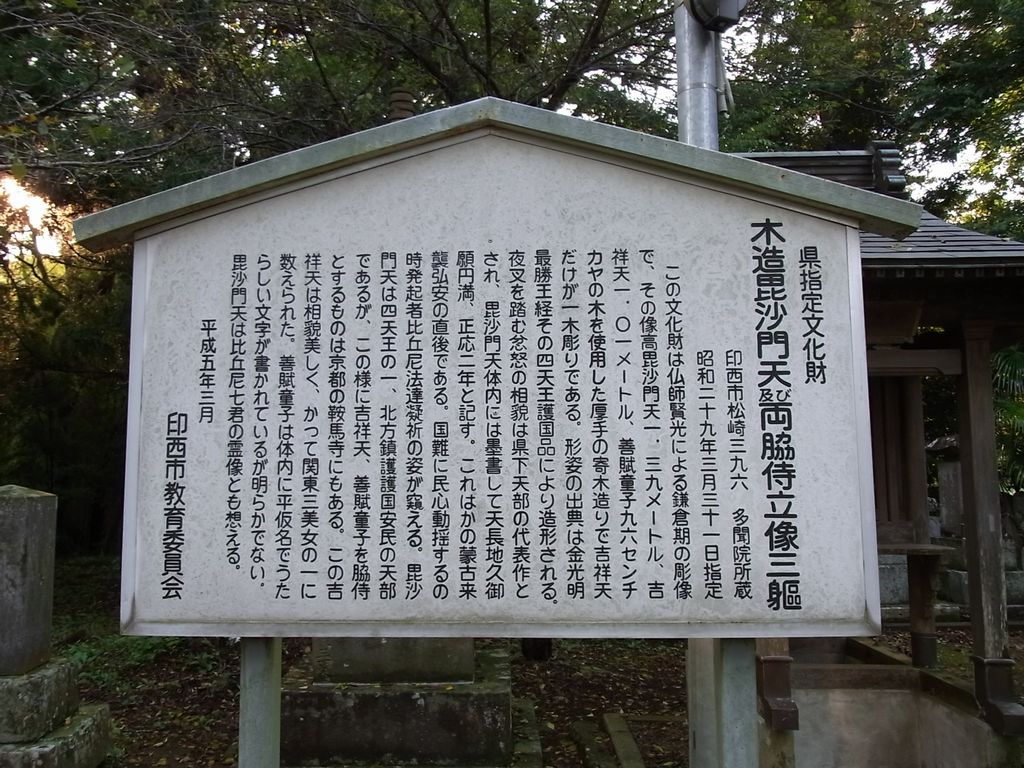 県指定文化財
木造毘沙門天及び両脇侍立像三軀
印西市松崎三九六　多聞院所蔵
昭和二十九年三月三十一日指定
この文化財は仏師賢光による鎌倉期の彫像
で、その像高毘沙門天一．三九メートル、吉
祥天一．〇一メートル、善賦童子九六センチ
カヤの木を使用した厚手の寄木造りで吉祥天
だけが一木彫りである。形姿の出典は金光明
最勝王経その四天王護国品により造形される。
夜叉を踏む忿怒の相貌は県下天部の代表作と
され、毘沙門天体内には墨書して天長地久御
願円満、正応二年と記す。これはかの蒙古来
襲弘安の直後である。国難に民心動揺するの
時発起者比丘尼法達凝祈の姿が窺える。毘沙
門天は四天王の一、北方鎮護護国安民の天部
であるが、この様に吉祥天、善賦童子を脇侍
とするものは京都の鞍馬寺にもある。この吉
祥天は相貌美しく、かって関東三美女の一に
数えられた。善賦童子は体内に平仮名でうた
らしい文字が書かれているが明らかでない。
毘沙門天は比丘尼七君の霊像とも想える。
平成五年三月
印西市教育委員会